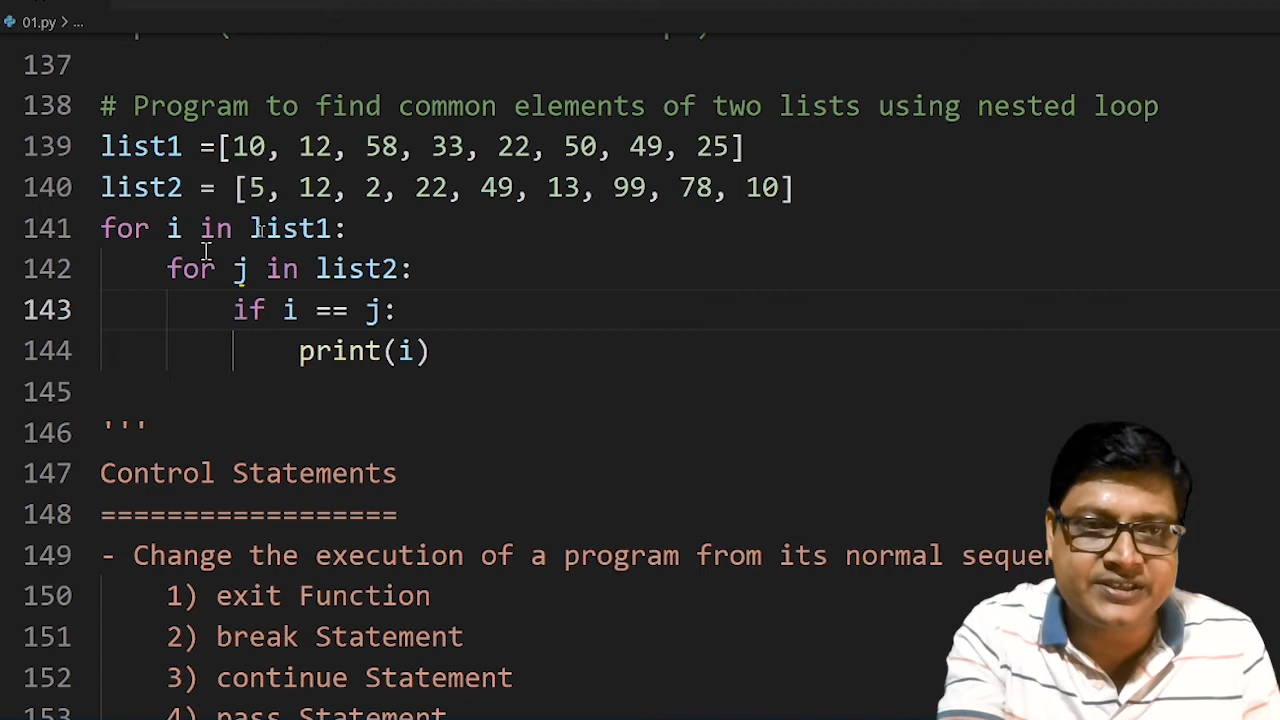 01.py > ...
137
138 # Program to find common elements of two lists using nested loop
139 list1 =[10, 12, 58, 33, 22, 50, 49, 25]
140 list2 = [5, 12, 2, 22, 49, 13, 99, 78, 10]
141 for i in list1:
142     for j in list2:
143         if i == j:
144             print(i)
145
146 '''
147 Control Statements
148 ==================
149 - Change the execution of a program from its normal sequen
150     1) exit Function
151     2) break Statement
152     3) continue Statement
153     4) pass Statement